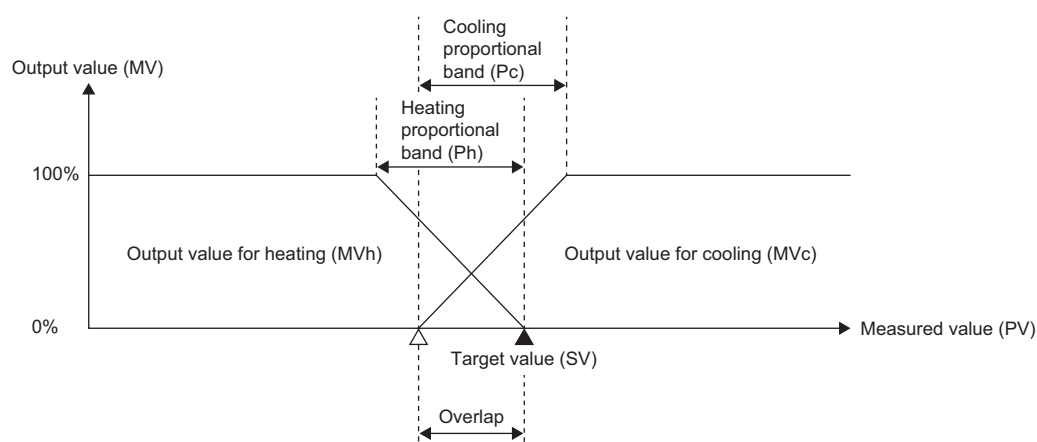 Cooling
proportional
band (Pc)
Output value (MV)
Heating
proportional
band (Ph)
100%
Output value for heating (MVh)
Output value for cooling (MVc)
0%
Measured value (PV)
Target value (SV)
Overlap